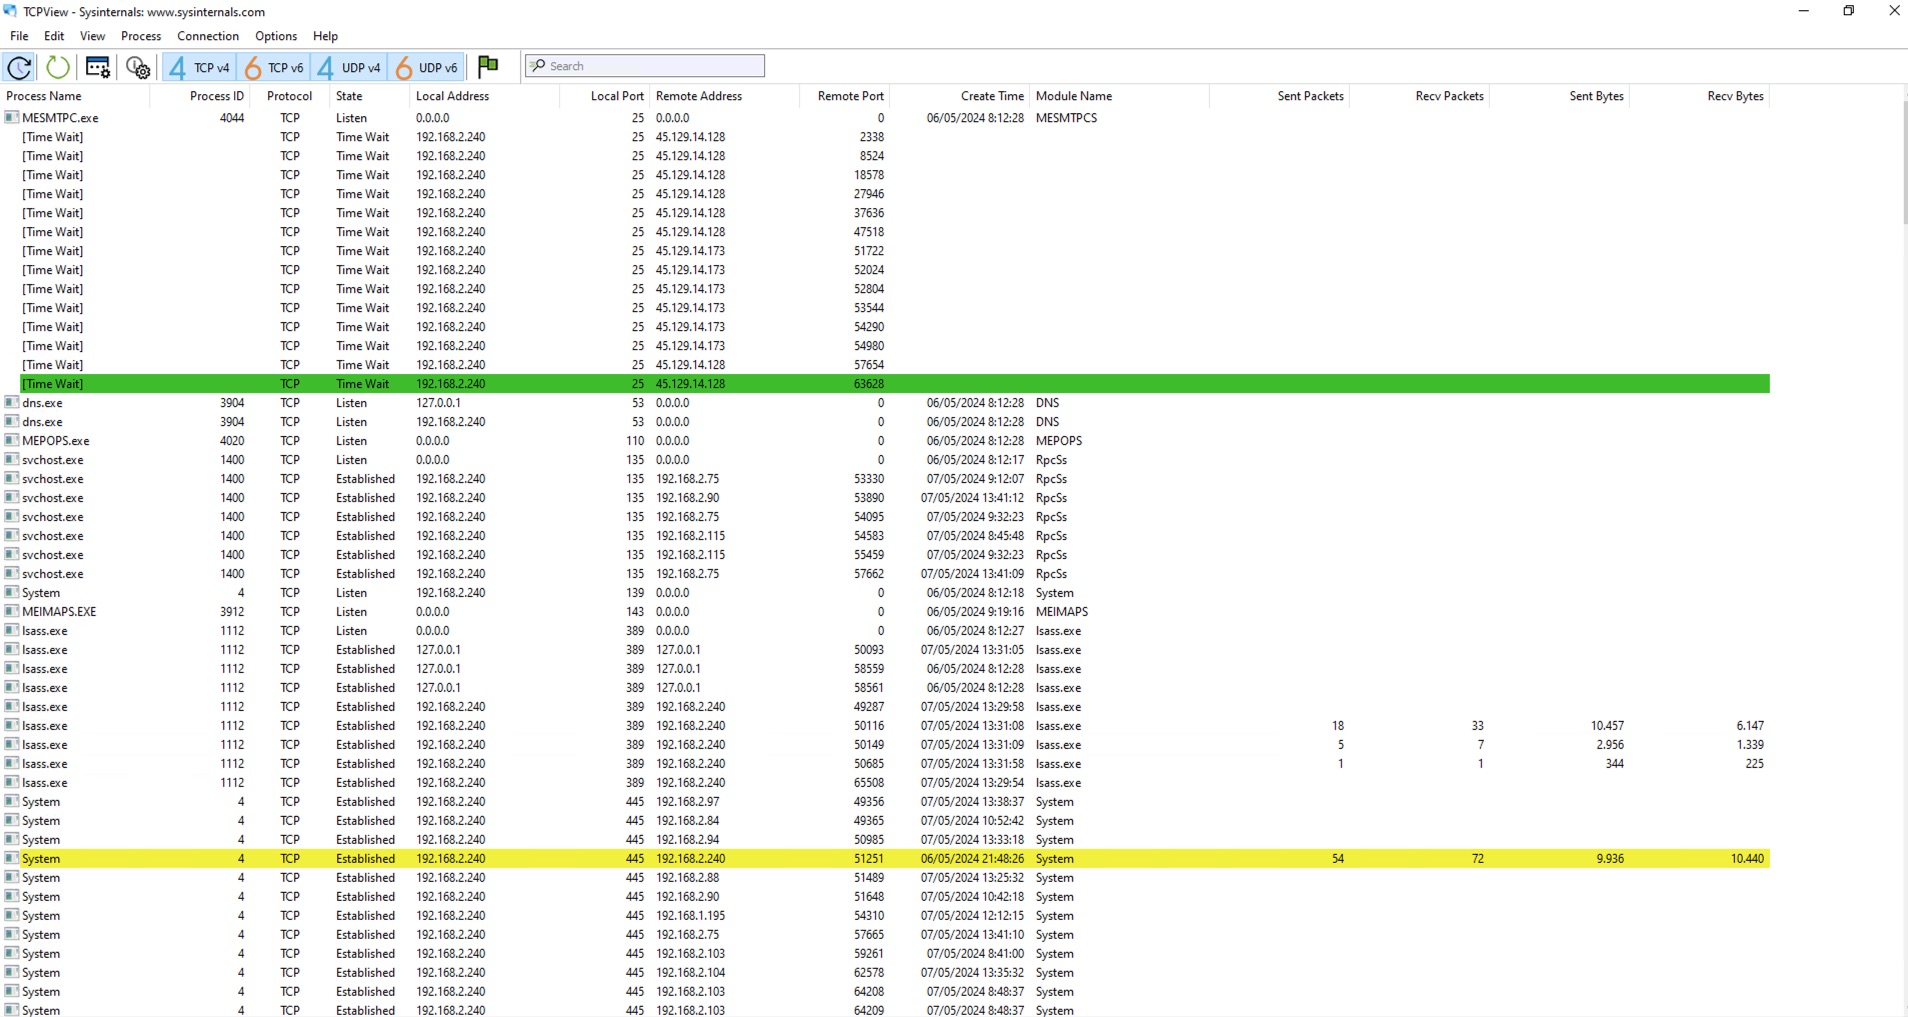 TCPView - Sysinternals: www.sysinternals.com
File Edit View Process Connection Options Help
4 TCP v4 6 TCP v6 4 UDP v4 6 UDP v6 Search
Process Name Process ID Protocol State Local Address Local Port Remote Address Remote Port Create Time Module Name Sent Packets Recv Packets Sent Bytes Recv Bytes
MESMTPC.exe 4044 TCP Listen 0.0.0.0 25 0.0.0.0 0 06/05/2024 8:12:28 MESMTPCS
[Time Wait] TCP Time Wait 192.168.2.240 25 45.129.14.128 2338
[Time Wait] TCP Time Wait 192.168.2.240 25 45.129.14.128 8524
[Time Wait] TCP Time Wait 192.168.2.240 25 45.129.14.128 18578
[Time Wait] TCP Time Wait 192.168.2.240 25 45.129.14.128 27946
[Time Wait] TCP Time Wait 192.168.2.240 25 45.129.14.128 37636
[Time Wait] TCP Time Wait 192.168.2.240 25 45.129.14.128 47518
[Time Wait] TCP Time Wait 192.168.2.240 25 45.129.14.173 51722
[Time Wait] TCP Time Wait 192.168.2.240 25 45.129.14.173 52024
[Time Wait] TCP Time Wait 192.168.2.240 25 45.129.14.173 52804
[Time Wait] TCP Time Wait 192.168.2.240 25 45.129.14.173 53544
[Time Wait] TCP Time Wait 192.168.2.240 25 45.129.14.173 54290
[Time Wait] TCP Time Wait 192.168.2.240 25 45.129.14.173 54980
[Time Wait] TCP Time Wait 192.168.2.240 25 45.129.14.128 57654
[Time Wait] TCP Time Wait 192.168.2.240 25 45.129.14.128 63628
dns.exe 3904 TCP Listen 127.0.0.1 53 0.0.0.0 0 06/05/2024 8:12:28 DNS
dns.exe 3904 TCP Listen 192.168.2.240 53 0.0.0.0 0 06/05/2024 8:12:28 DNS
MEPOPS.exe 4020 TCP Listen 0.0.0.0 110 0.0.0.0 0 06/05/2024 8:12:28 MEPOPS
svchost.exe 1400 TCP Listen 0.0.0.0 135 0.0.0.0 0 06/05/2024 8:12:17 RpcSs
svchost.exe 1400 TCP Established 192.168.2.240 135 192.168.2.75 53330 07/05/2024 9:12:07 RpcSs
svchost.exe 1400 TCP Established 192.168.2.240 135 192.168.2.90 53890 07/05/2024 13:41:12 RpcSs
svchost.exe 1400 TCP Established 192.168.2.240 135 192.168.2.75 54095 07/05/2024 9:32:23 RpcSs
svchost.exe 1400 TCP Established 192.168.2.240 135 192.168.2.115 54583 07/05/2024 8:45:48 RpcSs
svchost.exe 1400 TCP Established 192.168.2.240 135 192.168.2.115 55459 07/05/2024 9:32:23 RpcSs
svchost.exe 1400 TCP Established 192.168.2.240 135 192.168.2.75 57662 07/05/2024 13:41:09 RpcSs
System 4 TCP Listen 192.168.2.240 139 0.0.0.0 0 06/05/2024 8:12:18 System
MEIMAPS.EXE 3912 TCP Listen 0.0.0.0 143 0.0.0.0 0 06/05/2024 9:19:16 MEIMAPS
lsass.exe 1112 TCP Listen 0.0.0.0 389 0.0.0.0 0 06/05/2024 8:12:27 lsass.exe
lsass.exe 1112 TCP Established 127.0.0.1 389 127.0.0.1 50093 07/05/2024 13:31:05 lsass.exe
lsass.exe 1112 TCP Established 127.0.0.1 389 127.0.0.1 58559 06/05/2024 8:12:28 lsass.exe
lsass.exe 1112 TCP Established 127.0.0.1 389 127.0.0.1 58561 06/05/2024 8:12:28 lsass.exe
lsass.exe 1112 TCP Established 192.168.2.240 389 192.168.2.240 49287 07/05/2024 13:29:58 lsass.exe
lsass.exe 1112 TCP Established 192.168.2.240 389 192.168.2.240 50116 07/05/2024 13:31:08 lsass.exe 18 33 10.457 6.147
lsass.exe 1112 TCP Established 192.168.2.240 389 192.168.2.240 50149 07/05/2024 13:31:09 lsass.exe 5 7 2.956 1.339
lsass.exe 1112 TCP Established 192.168.2.240 389 192.168.2.240 50685 07/05/2024 13:31:58 lsass.exe 1 1 344 225
lsass.exe 1112 TCP Established 192.168.2.240 389 192.168.2.240 65508 07/05/2024 13:29:54 lsass.exe
System 4 TCP Established 192.168.2.240 445 192.168.2.97 49356 07/05/2024 13:38:37 System
System 4 TCP Established 192.168.2.240 445 192.168.2.84 49365 07/05/2024 10:52:42 System
System 4 TCP Established 192.168.2.240 445 192.168.2.94 50985 07/05/2024 13:33:18 System
System 4 TCP Established 192.168.2.240 445 192.168.2.240 51251 06/05/2024 21:48:26 System 54 72 9.936 10.440
System 4 TCP Established 192.168.2.240 445 192.168.2.88 51489 07/05/2024 13:25:32 System
System 4 TCP Established 192.168.2.240 445 192.168.2.90 51648 07/05/2024 10:42:18 System
System 4 TCP Established 192.168.2.240 445 192.168.1.195 54310 07/05/2024 12:12:15 System
System 4 TCP Established 192.168.2.240 445 192.168.2.75 57665 07/05/2024 13:41:10 System
System 4 TCP Established 192.168.2.240 445 192.168.2.103 59261 07/05/2024 8:41:00 System
System 4 TCP Established 192.168.2.240 445 192.168.2.104 62578 07/05/2024 13:35:32 System
System 4 TCP Established 192.168.2.240 445 192.168.2.103 64208 07/05/2024 8:48:37 System
System 4 TCP Established 192.168.2.240 445 192.168.2.103 64209 07/05/2024 8:48:37 System